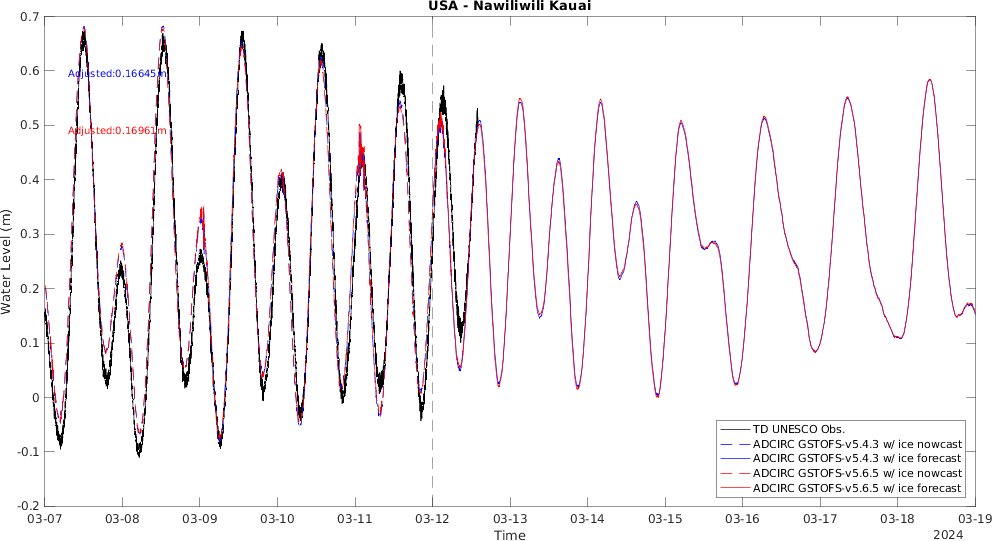 USA - Nawiliwili Kauai
0.7
0.6
0.5
0.4
0.3
0.2
0.1
0
-0.1
-0.2
Water Level (m)
Adjusted:0.16645m
Adjusted:0.16961m
TD UNESCO Obs.
ADCIRC GSTOFS-v5.4.3 w/ ice nowcast
ADCIRC GSTOFS-v5.4.3 w/ ice forecast
ADCIRC GSTOFS-v5.6.5 w/ ice nowcast
ADCIRC GSTOFS-v5.6.5 w/ ice forecast
03-07 03-08 03-09 03-10 03-11 03-12 03-13 03-14 03-15 03-16 03-17 03-18 03-19
Time
2024